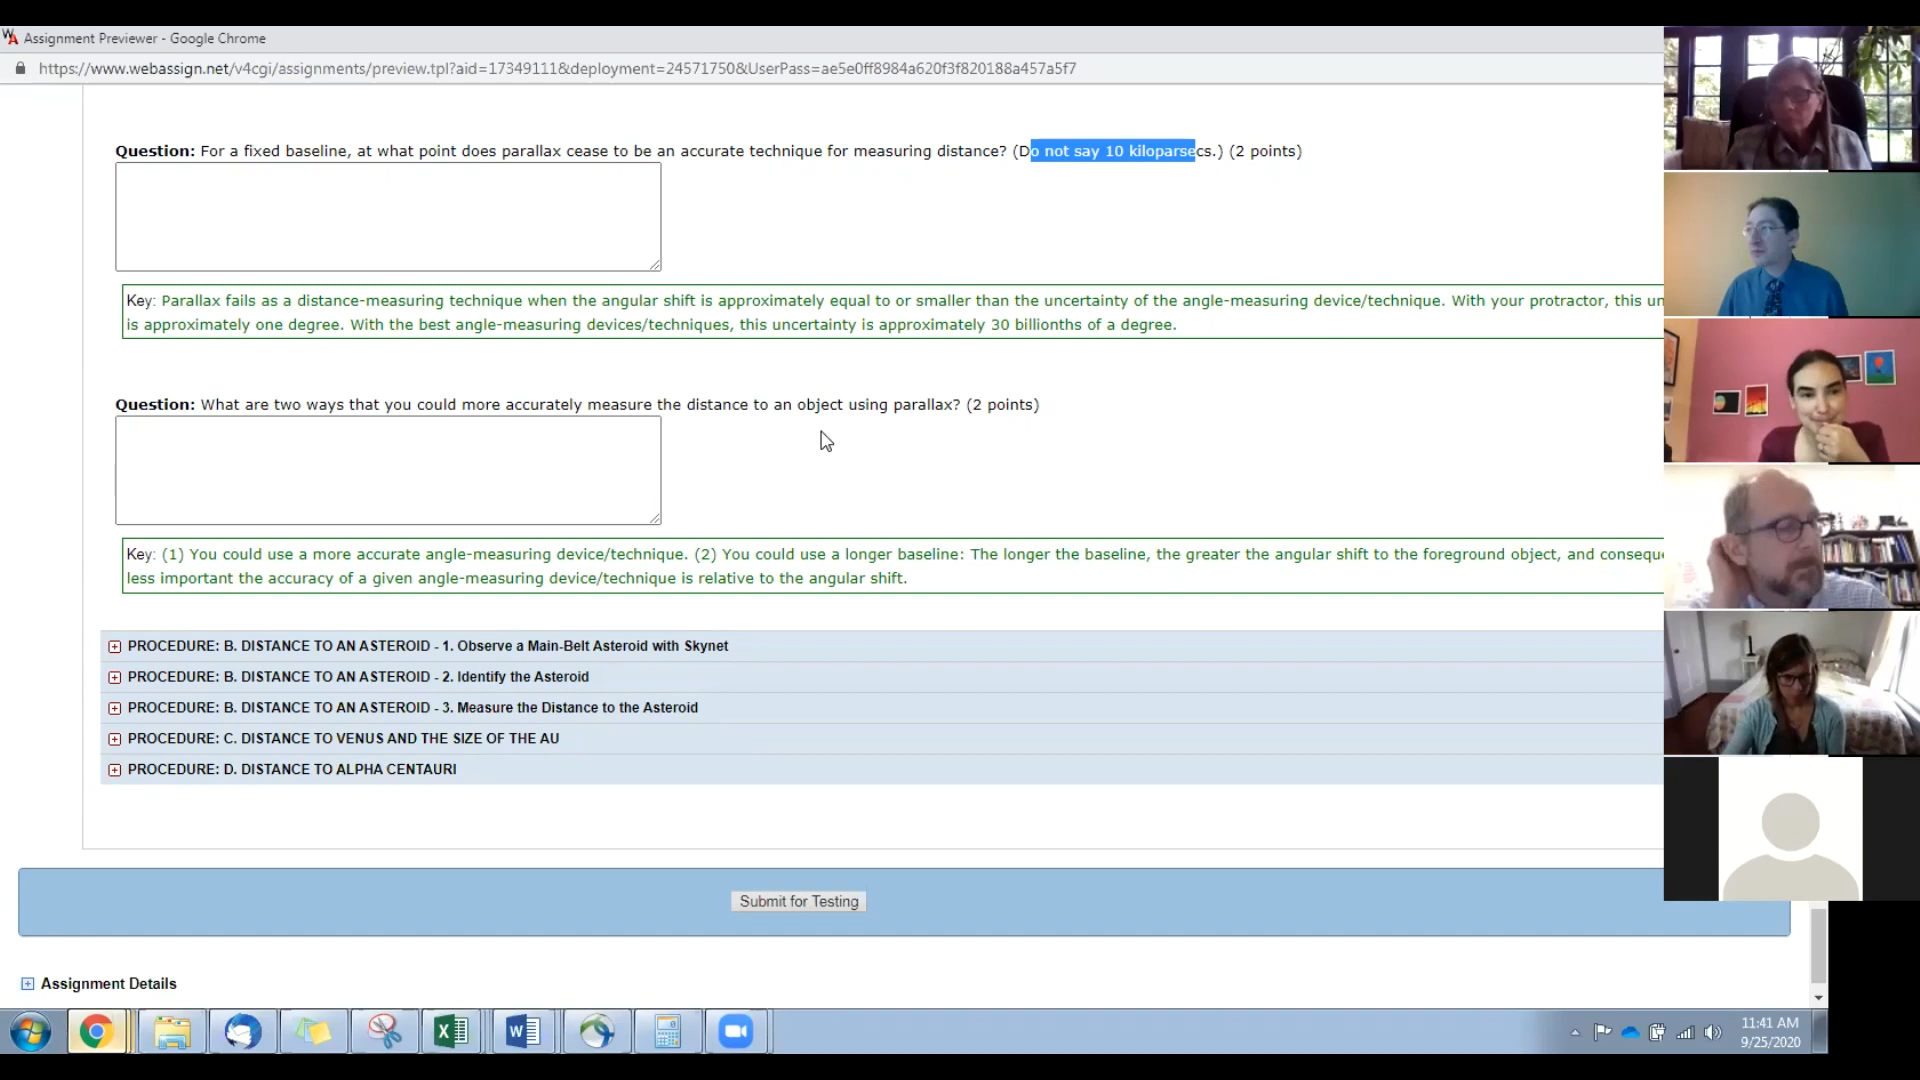 Assignment Previewer - Google Chrome
https://www.webassign.net/v4cgi/assignments/preview.tpl?aid=17349111&deployment=24571750&UserPass=ae5e0ff8984a620f3f820188a457a5f7
Question: For a fixed baseline, at what point does parallax cease to be an accurate technique for measuring distance? (Do not say 10 kiloparsecs.) (2 points)
Key: Parallax fails as a distance-measuring technique when the angular shift is approximately equal to or smaller than the uncertainty of the angle-measuring device/technique. With your protractor, this un
is approximately one degree. With the best angle-measuring devices/techniques, this uncertainty is approximately 30 billionths of a degree.
Question: What are two ways that you could more accurately measure the distance to an object using parallax? (2 points)
Key: (1) You could use a more accurate angle-measuring device/technique. (2) You could use a longer baseline: The longer the baseline, the greater the angular shift to the foreground object, and conseque
less important the accuracy of a given angle-measuring device/technique is relative to the angular shift.
PROCEDURE: B. DISTANCE TO AN ASTEROID - 1. Observe a Main-Belt Asteroid with Skynet
PROCEDURE: B. DISTANCE TO AN ASTEROID - 2. Identify the Asteroid
PROCEDURE: B. DISTANCE TO AN ASTEROID - 3. Measure the Distance to the Asteroid
PROCEDURE: C. DISTANCE TO VENUS AND THE SIZE OF THE AU
PROCEDURE: D. DISTANCE TO ALPHA CENTAURI
Submit for Testing
Assignment Details
11:41 AM
9/25/2020